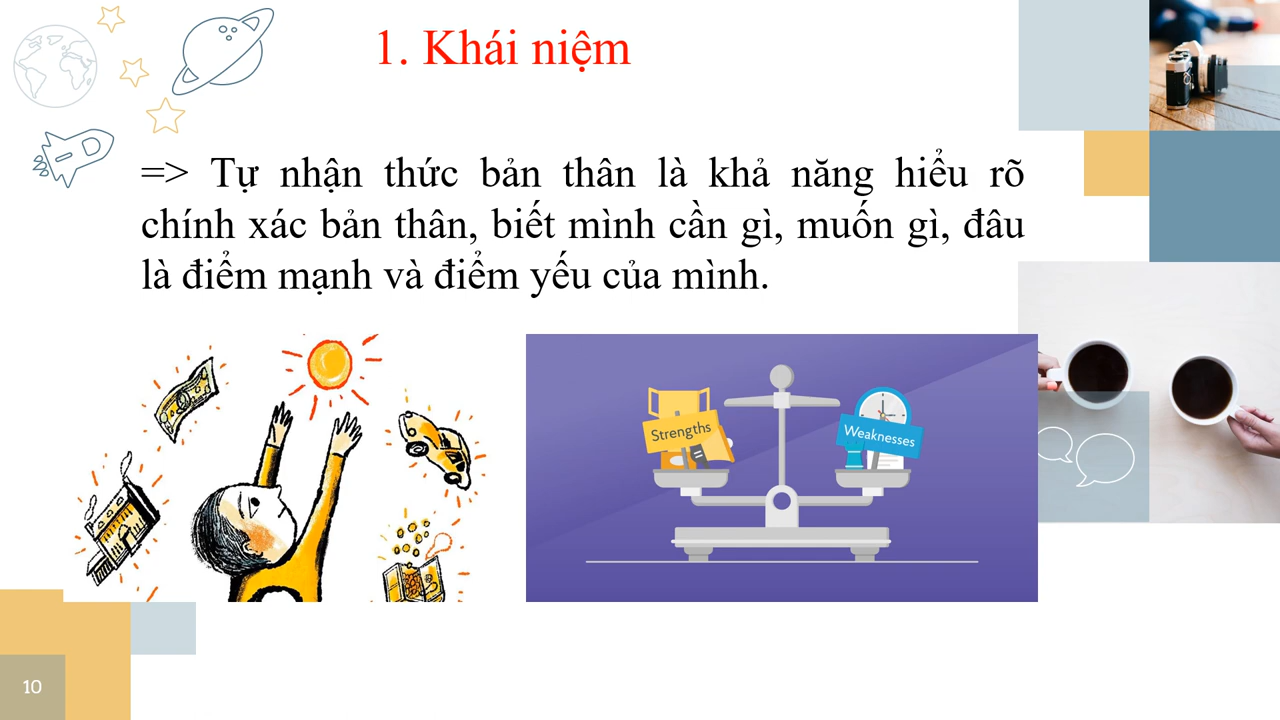 1. Khái niệm
=> Tự nhận thức bản thân là khả năng hiểu rõ
chính xác bản thân, biết mình cần gì, muốn gì, đâu
là điểm mạnh và điểm yếu của mình.
Strengths
Weaknesses
10